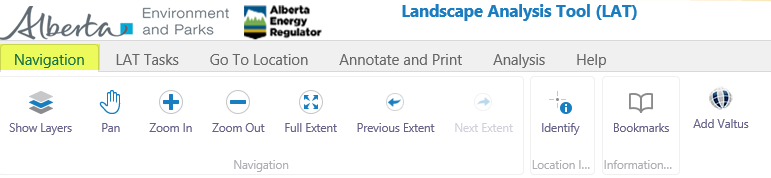 Alberta
Environment
and Parks
Alberta
Energy
Regulator
Landscape Analysis Tool (LAT)
Navigation LAT Tasks Go To Location Annotate and Print Analysis Help
Show Layers Pan Zoom In Zoom Out Full Extent Previous Extent Next Extent Identify Bookmarks Add Valtus
Navigation Location I... Information...